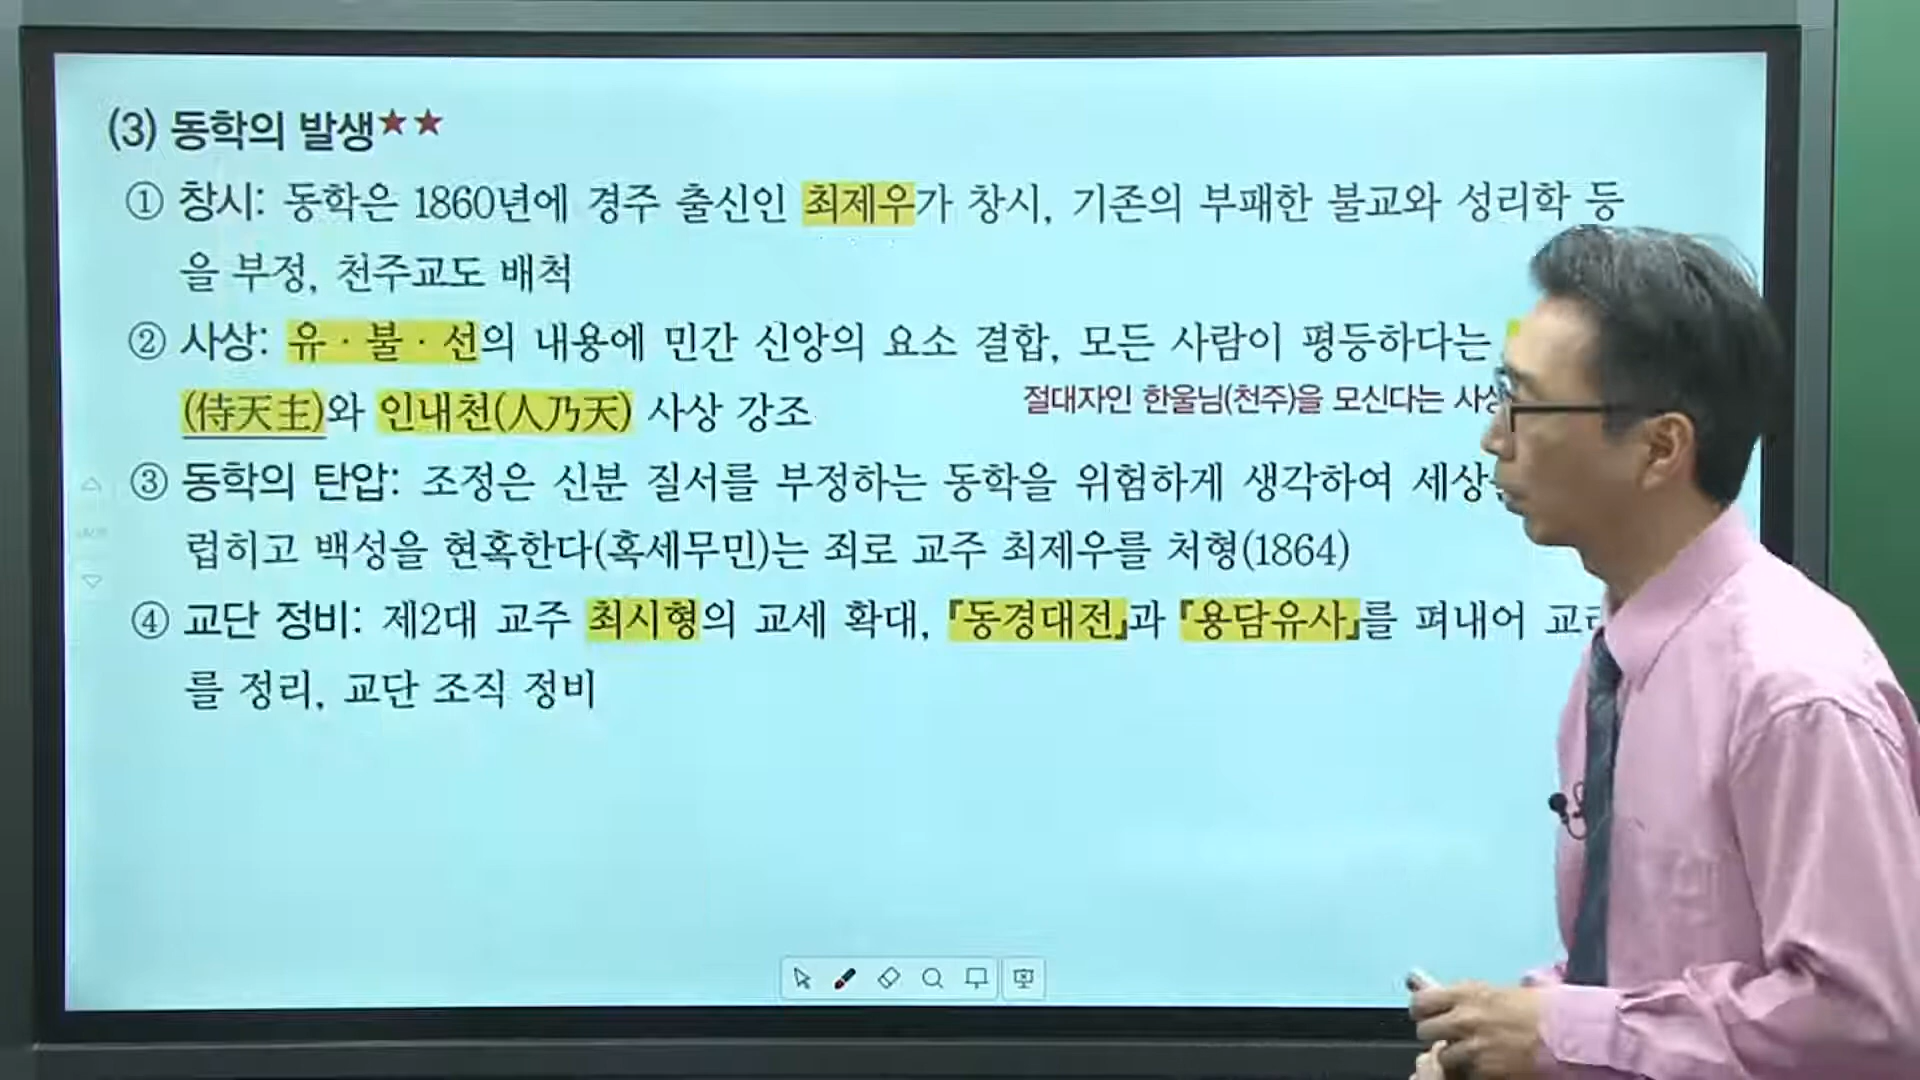 (3) 동학의 발생★★
① 창시: 동학은 1860년에 경주 출신인 최제우가 창시, 기존의 부패한 불교와 성리학 등
을 부정, 천주교도 배척
② 사상: 유·불·선의 내용에 민간 신앙의 요소 결합, 모든 사람이 평등하다는
(侍天主)와 인내천(人乃天) 사상 강조
절대자인 한울님(천주)을 모신다는 사상
③ 동학의 탄압: 조정은 신분 질서를 부정하는 동학을 위험하게 생각하여
럽히고 백성을 현혹한다(혹세무민)는 죄로 교주 최제우를 처형(1864)
④ 교단 정비: 제2대 교주 최시형의 교세 확대, 『동경대전』과 『용담유사』를 펴내어
를 정리, 교단 조직 정비